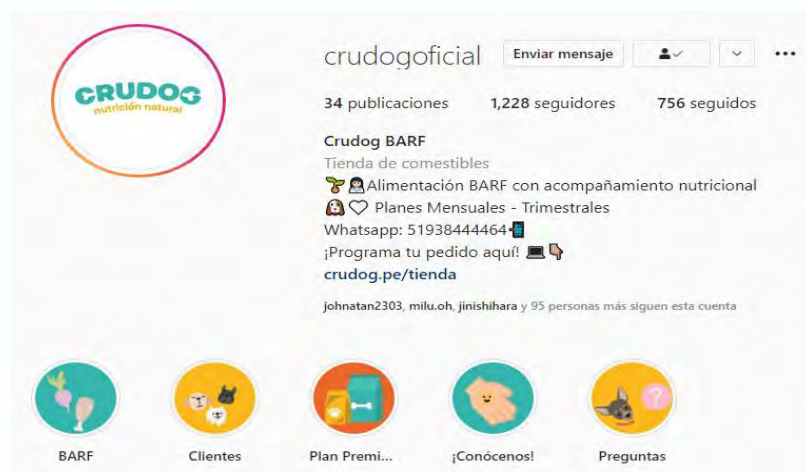 CRUDOG
nutrición natural
crudogoficial Enviar mensaje
34 publicaciones 1,228 seguidores 756 seguidos
Crudog BARF
Tienda de comestibles
Alimentación BARF con acompañamiento nutricional
Planes Mensuales - Trimestrales
Whatsapp: 51938444464
¡Programa tu pedido aquí!
crudog.pe/tienda
johnatan2303, milu.oh, jinishihara y 95 personas más siguen esta cuenta
BARF Clientes Plan Premi... ¡Conócenos! Preguntas